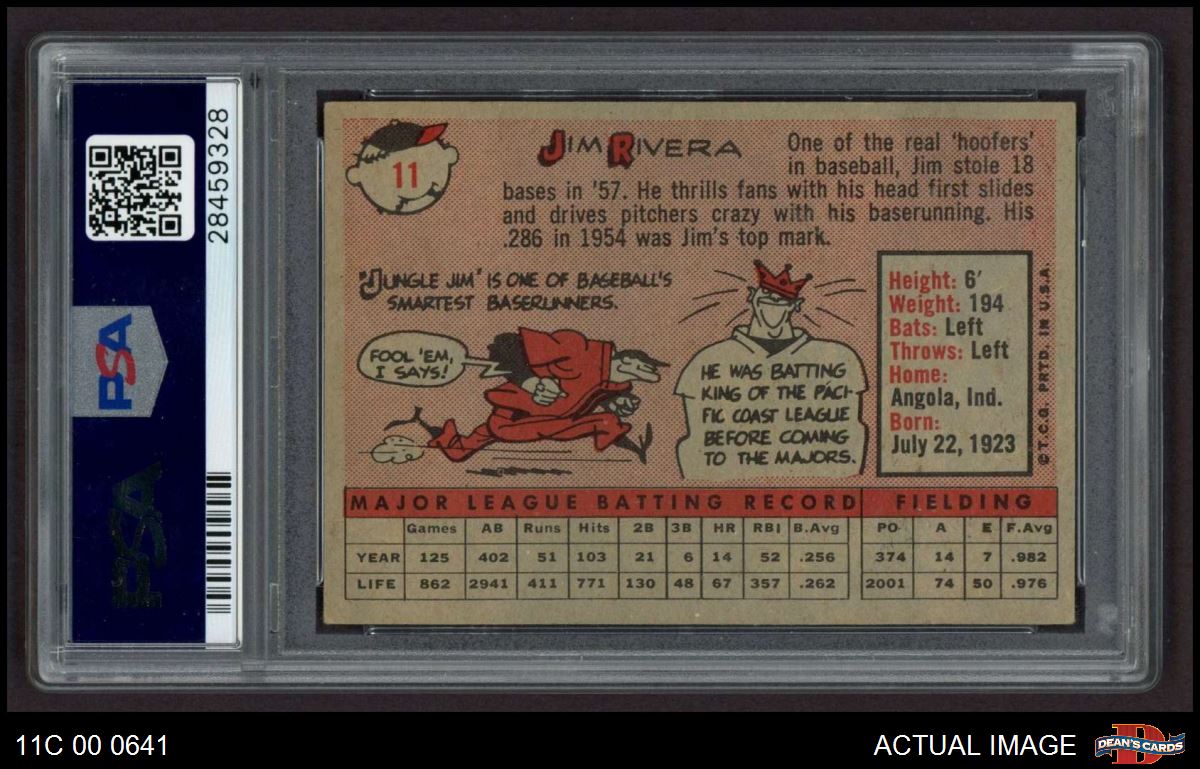 28459328
PSA
PSA
11
JIM RIVERA
One of the real 'hoofers'
in baseball, Jim stole 18
bases in '57. He thrills fans with his head first slides
and drives pitchers crazy with his baserunning. His
.286 in 1954 was Jim's top mark.
"JUNGLE JIM" IS ONE OF BASEBALL'S
SMARTEST BASERUNNERS.
FOOL 'EM,
I SAYS!
HE WAS BATTING
KING OF THE PACI-
FIC COAST LEAGUE
BEFORE COMING
TO THE MAJORS.
Height: 6'
Weight: 194
Bats: Left
Throws: Left
Home:
Angola, Ind.
Born:
July 22, 1923
© T.C.G. PRTD. IN U.S.A.
MAJOR LEAGUE BATTING RECORD FIELDING
Games AB Runs Hits 2B 3B HR RBI B.Avg PO A E F.Avg
YEAR 125 402 51 103 21 6 14 52 .256 374 14 7 .982
LIFE 862 2941 411 771 130 48 67 357 .262 2001 74 50 .976
11C 00 0641
ACTUAL IMAGE
D
DEAN'S CARDS